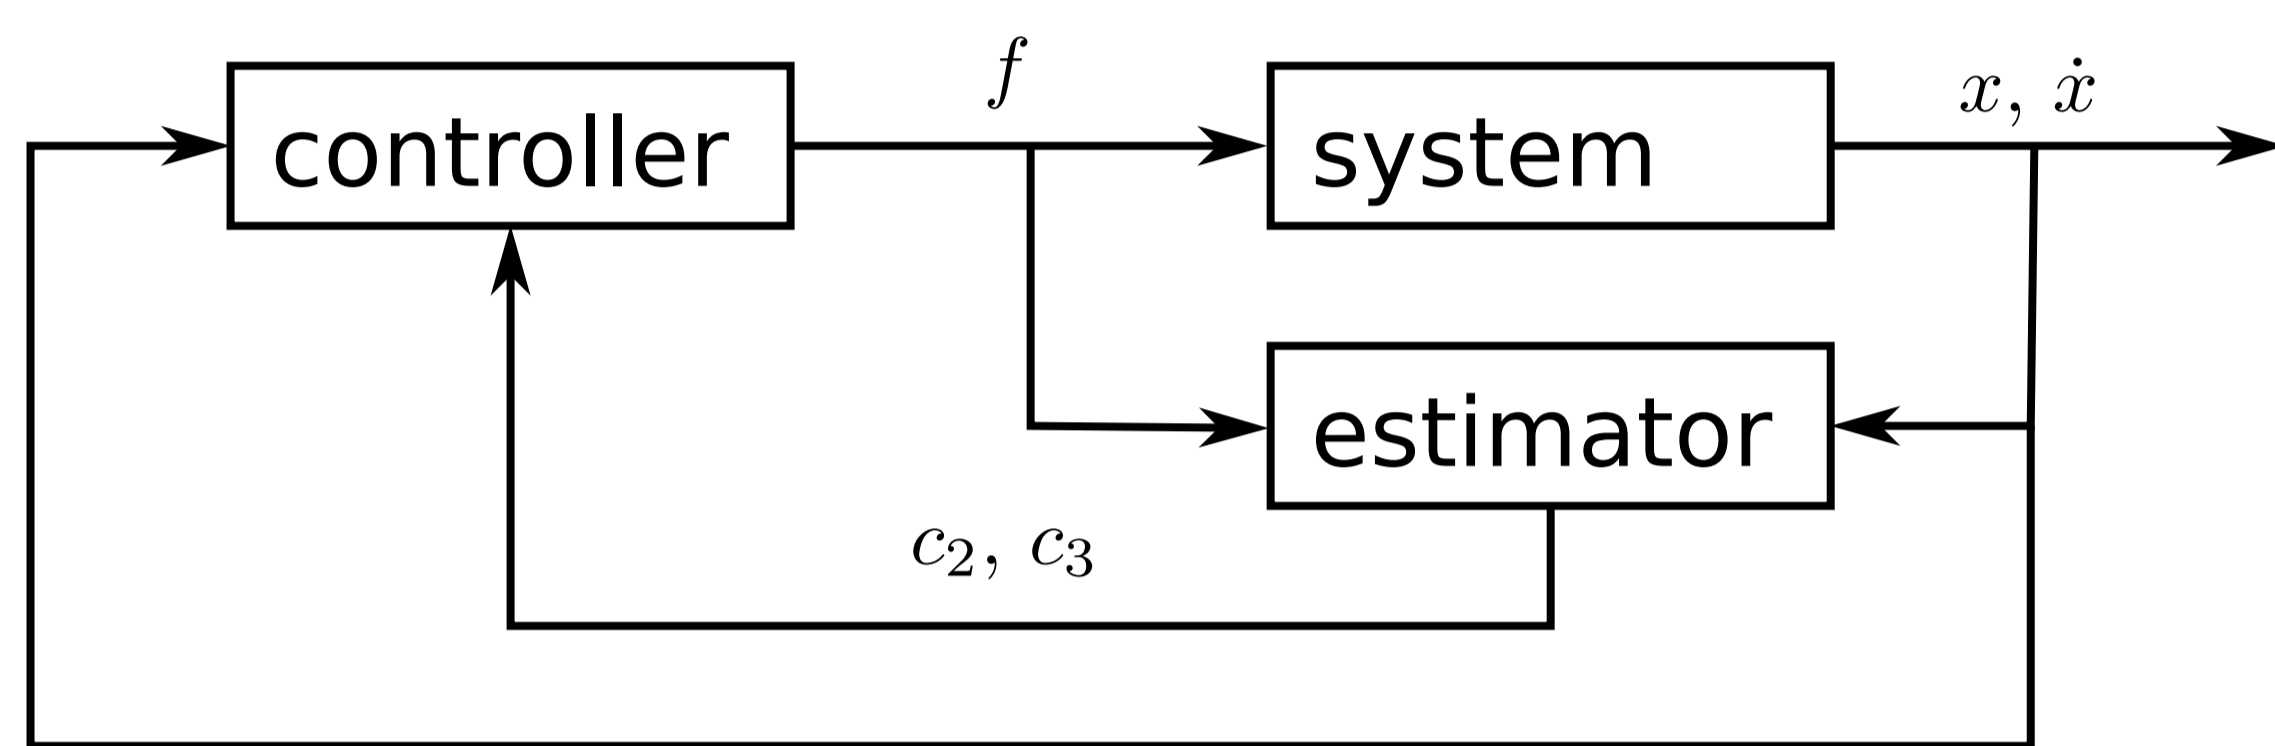 f
x, ẋ
controller
system
estimator
c₂, c₃